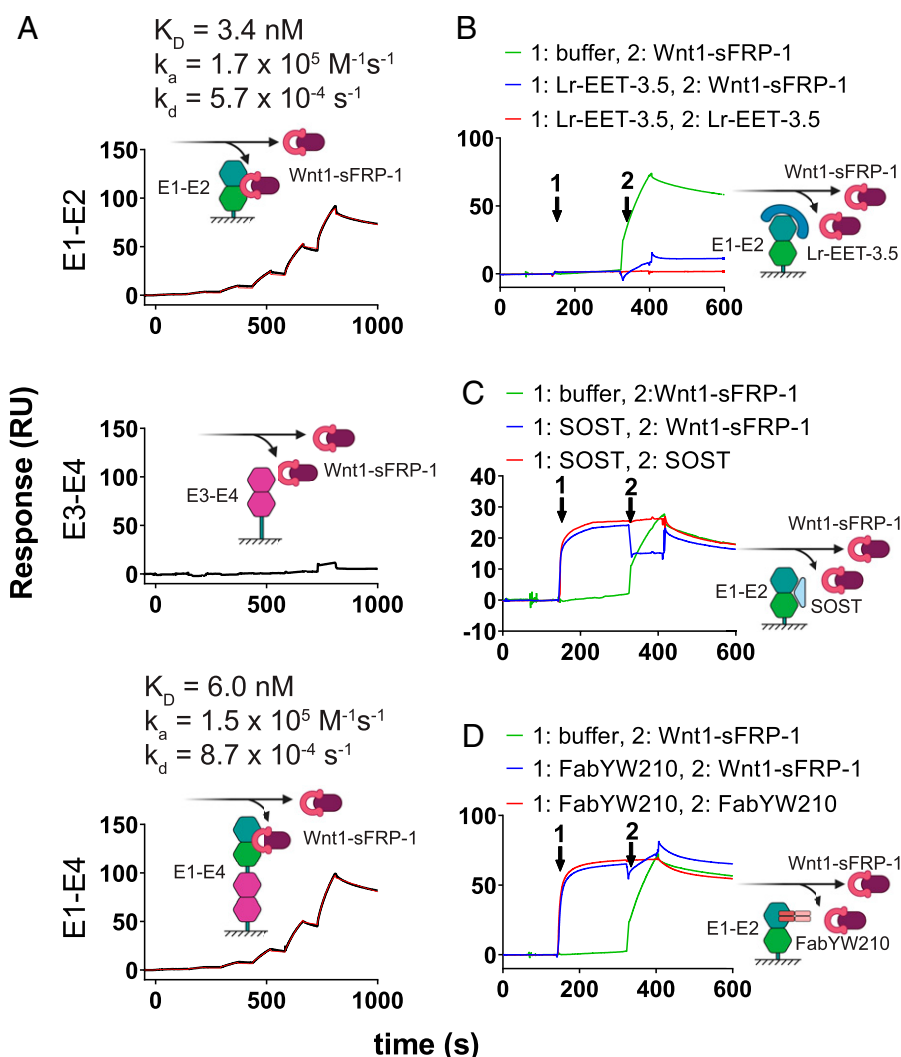 A
K_D = 3.4 nM
k_a = 1.7 x 10⁵ M⁻¹s⁻¹
k_d = 5.7 x 10⁻⁴ s⁻¹
150
100
50
0
0
500
1000
E1-E2
E1-E2
Wnt1-sFRP-1
Response (RU)
150
100
50
0
0
500
1000
E3-E4
E3-E4
Wnt1-sFRP-1
K_D = 6.0 nM
k_a = 1.5 x 10⁵ M⁻¹s⁻¹
k_d = 8.7 x 10⁻⁴ s⁻¹
150
100
50
0
0
500
1000
E1-E4
E1-E4
Wnt1-sFRP-1
time (s)
B
1: buffer, 2: Wnt1-sFRP-1
1: Lr-EET-3.5, 2: Wnt1-sFRP-1
1: Lr-EET-3.5, 2: Lr-EET-3.5
100
50
0
0
200
400
600
1
2
Wnt1-sFRP-1
E1-E2
Lr-EET-3.5
C
1: buffer, 2:Wnt1-sFRP-1
1: SOST, 2: Wnt1-sFRP-1
1: SOST, 2: SOST
40
30
20
10
0
-10
0
200
400
600
1
2
Wnt1-sFRP-1
E1-E2
SOST
D
1: buffer, 2: Wnt1-sFRP-1
1: FabYW210, 2: Wnt1-sFRP-1
1: FabYW210, 2: FabYW210
100
50
0
0
200
400
600
1
2
Wnt1-sFRP-1
E1-E2
FabYW210